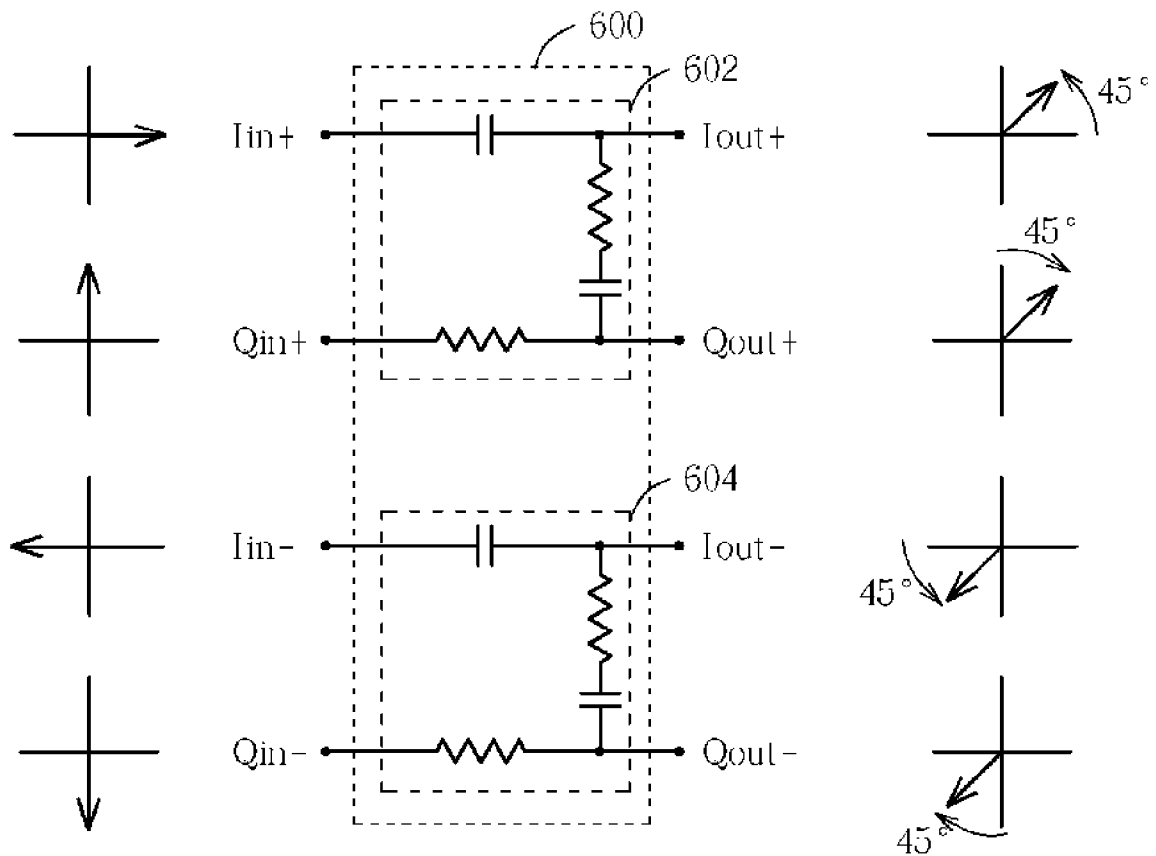 600
602
Iin+
Iout+
45°
45°
Qin+
Qout+
604
Iin-
Iout-
45°
Qin-
Qout-
45°